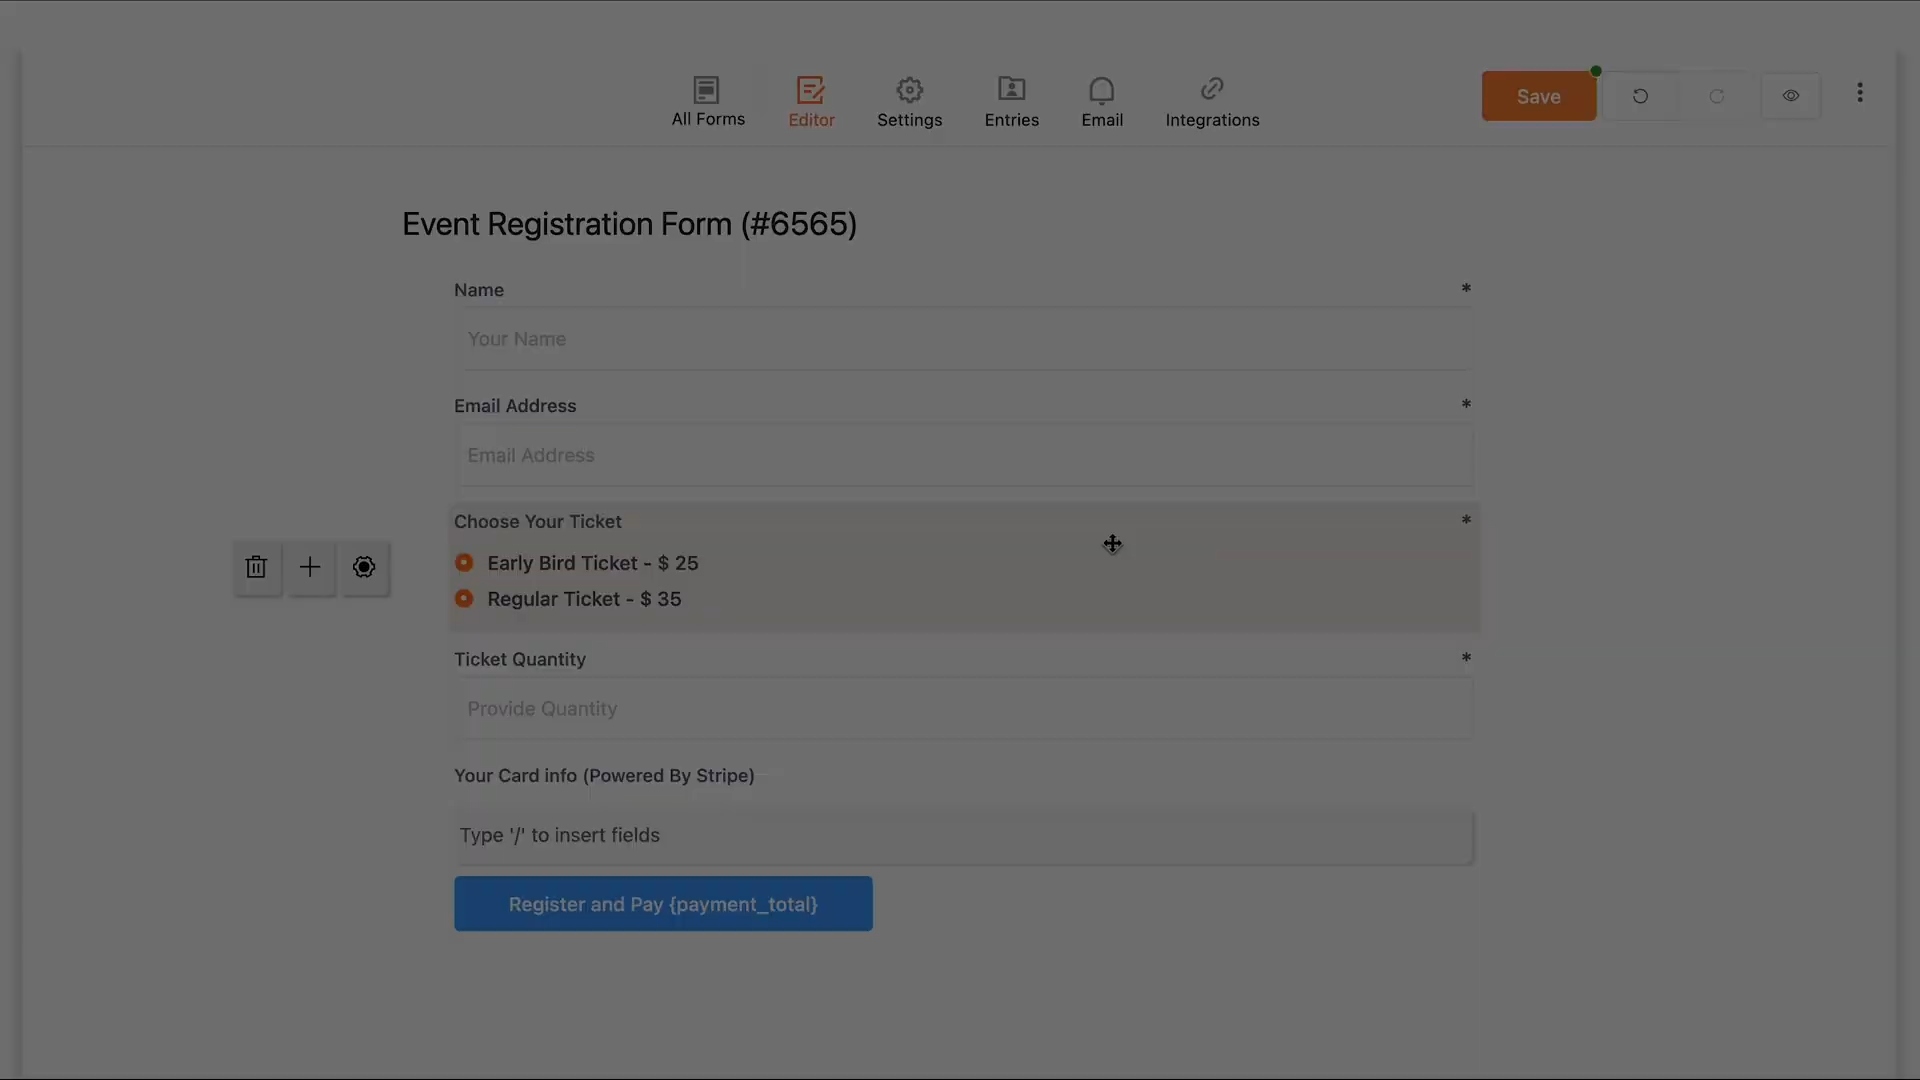 All Forms
Editor
Settings
Entries
Email
Integrations
Save
Event Registration Form (#6565)
Name *
Your Name
Email Address *
Email Address
Choose Your Ticket *
Early Bird Ticket - $ 25
Regular Ticket - $ 35
Ticket Quantity *
Provide Quantity
Your Card info (Powered By Stripe)
Type '/' to insert fields
Register and Pay {payment_total}